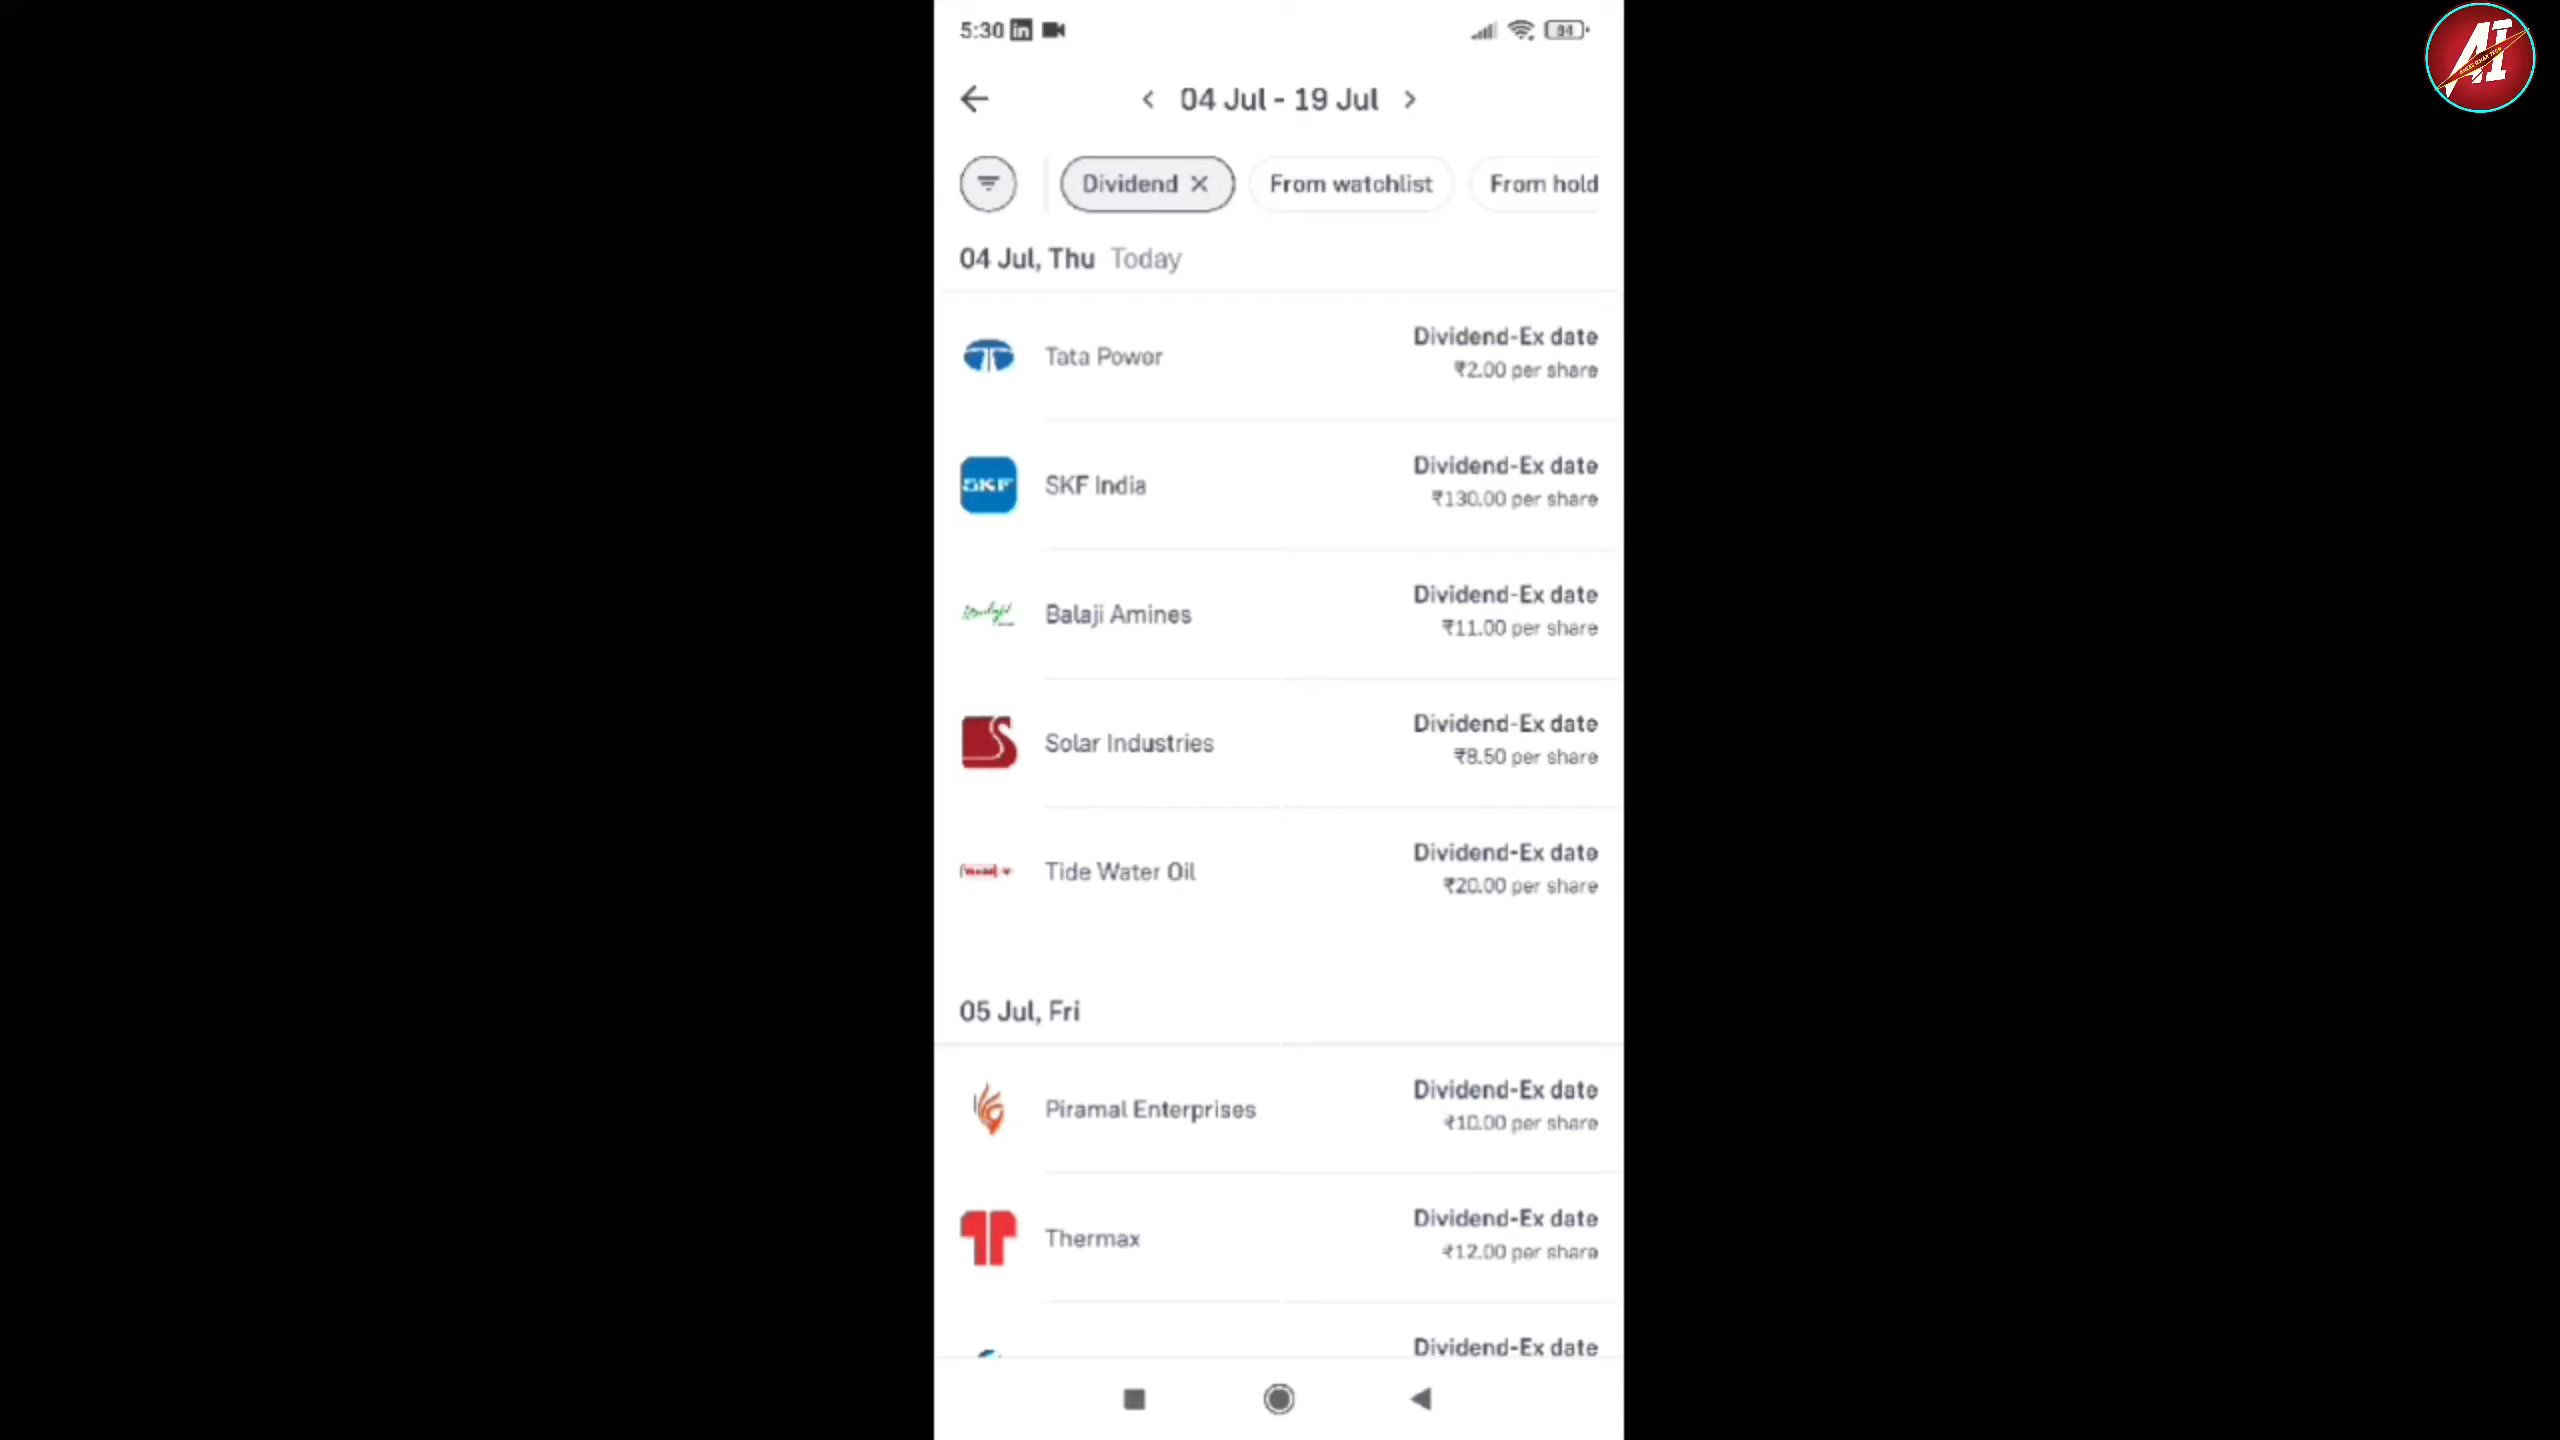 5:30
84
04 Jul - 19 Jul
Dividend
From watchlist
From hold
04 Jul, Thu Today
Tata Power
Dividend-Ex date
₹2.00 per share
SKF
SKF India
Dividend-Ex date
₹130.00 per share
Balaji Amines
Dividend-Ex date
₹11.00 per share
Solar Industries
Dividend-Ex date
₹8.50 per share
Tide Water Oil
Dividend-Ex date
₹20.00 per share
05 Jul, Fri
Piramal Enterprises
Dividend-Ex date
₹10.00 per share
Thermax
Dividend-Ex date
₹12.00 per share
Dividend-Ex date
AI